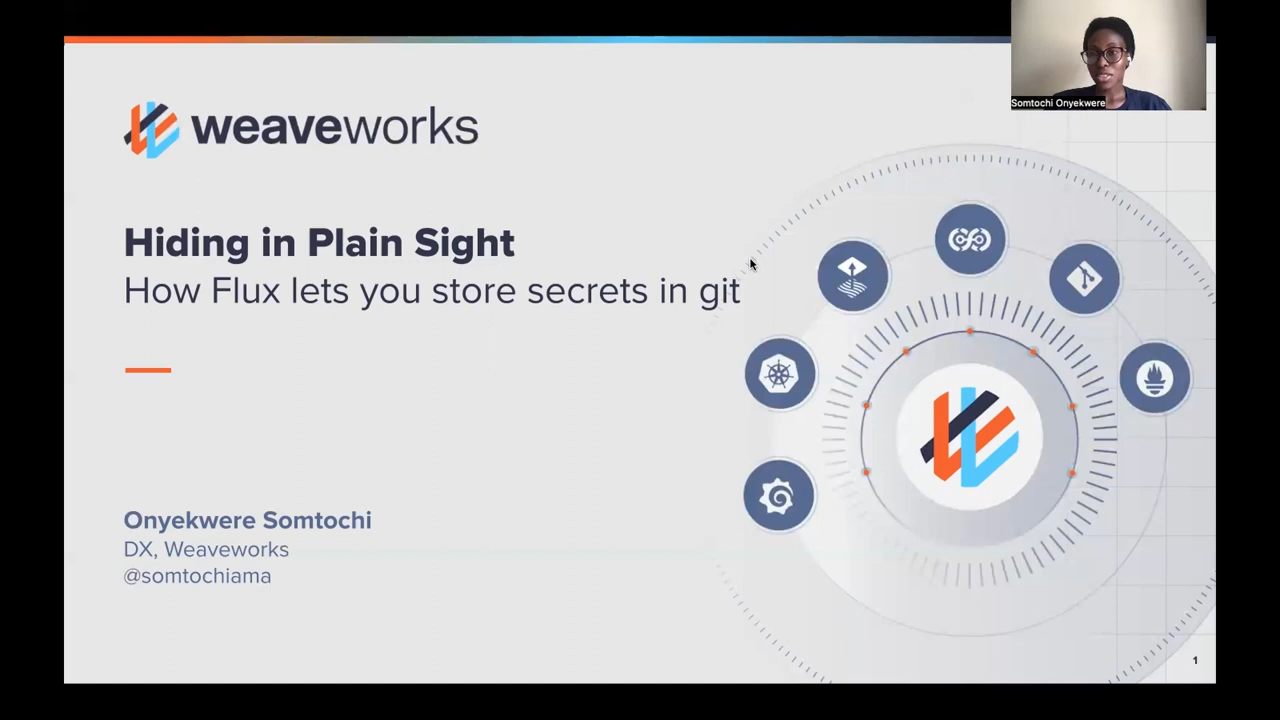 Somtochi Onyekwere
weaveworks
Hiding in Plain Sight
How Flux lets you store secrets in git
Onyekwere Somtochi
DX, Weaveworks
@somtochiama
1